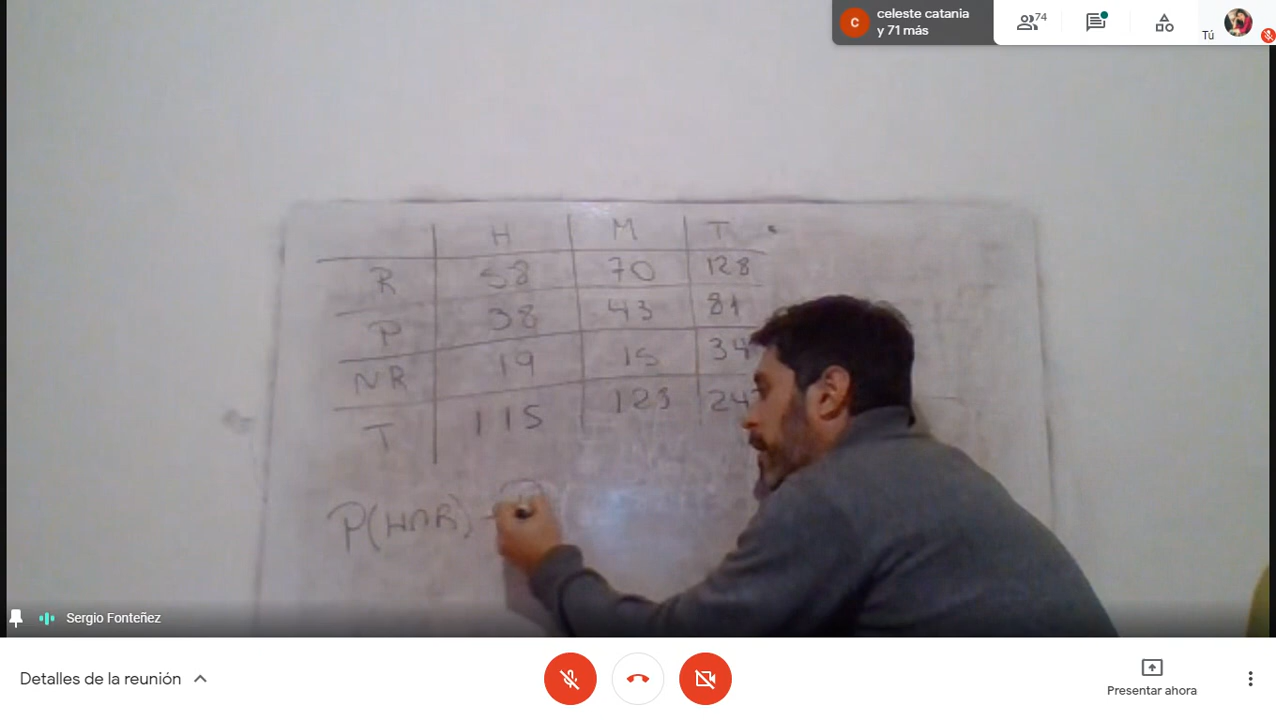 celeste catania
y 71 más
74
Tú
C
H M T
R 58 70 128
P 38 43 81
NR 19 15 34
T 115 123
P(H∩R)
Sergio Fonteñez
Detalles de la reunión
Presentar ahora